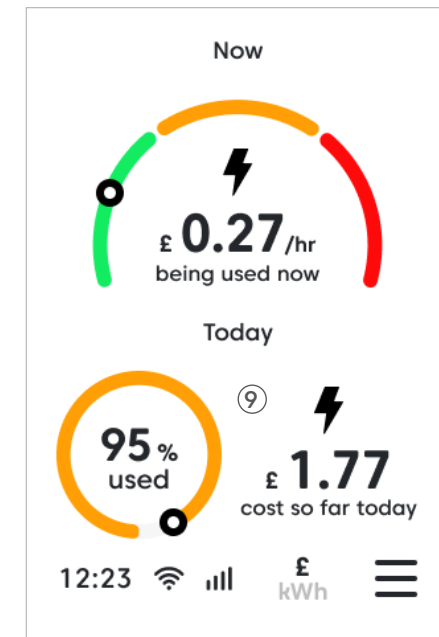 Now
£ 0.27/hr
being used now
Today
9
95% used
£ 1.77
cost so far today
12:23
£
kWh